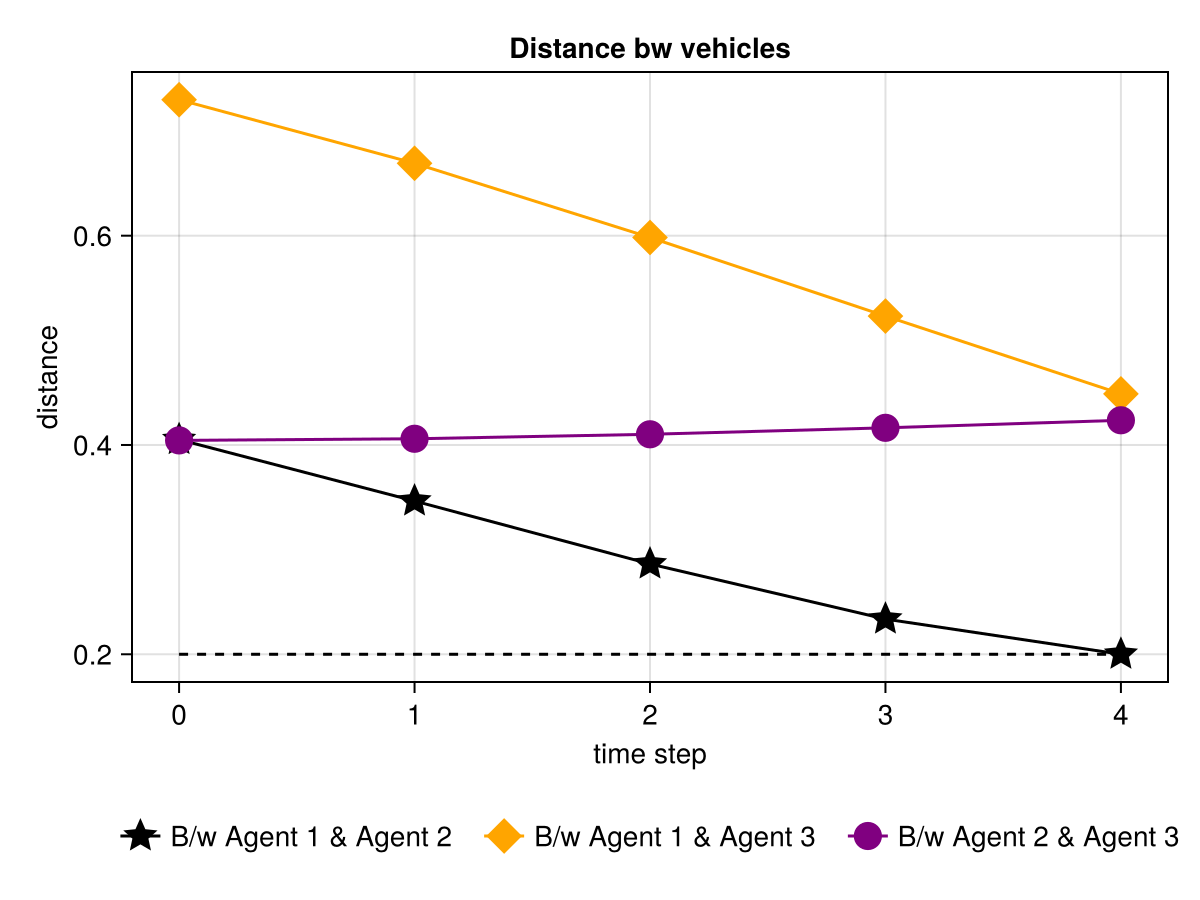 Distance bw vehicles
distance
0.6
0.4
0.2
0 1 2 3 4
time step
B/w Agent 1 & Agent 2 B/w Agent 1 & Agent 3 B/w Agent 2 & Agent 3